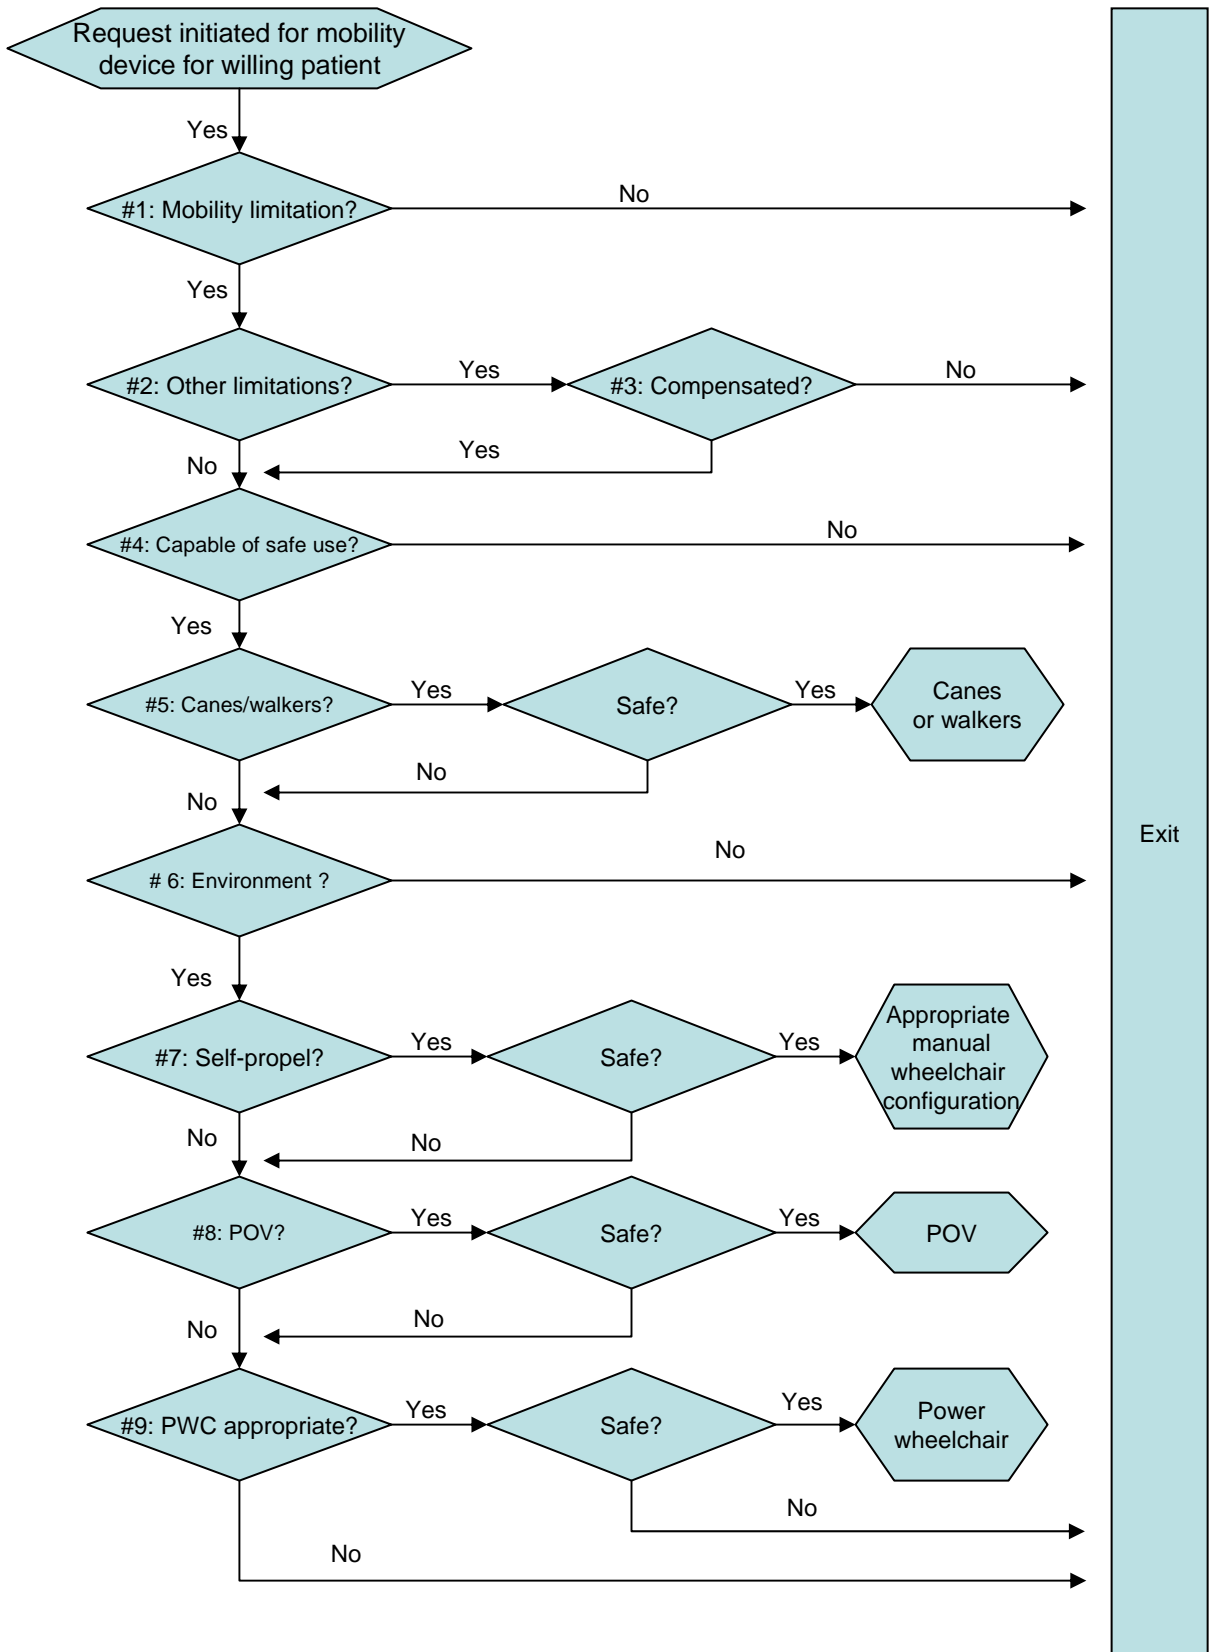 Request initiated for mobility
device for willing patient
Yes
#1: Mobility limitation?
No
Yes
#2: Other limitations?
Yes
#3: Compensated?
No
Yes
No
#4: Capable of safe use?
No
Yes
#5: Canes/walkers?
Yes
Safe?
Yes
Canes
or walkers
No
No
Exit
# 6: Environment ?
No
Yes
#7: Self-propel?
Yes
Safe?
Yes
Appropriate
manual
wheelchair
configuration
No
No
#8: POV?
Yes
Safe?
Yes
POV
No
No
#9: PWC appropriate?
Yes
Safe?
Yes
Power
wheelchair
No
No